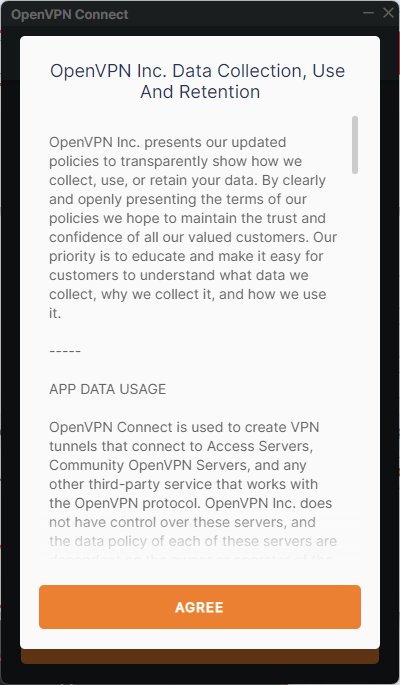 OpenVPN Connect
OpenVPN Inc. Data Collection, Use
And Retention
OpenVPN Inc. presents our updated
policies to transparently show how we
collect, use, or retain your data. By clearly
and openly presenting the terms of our
policies we hope to maintain the trust and
confidence of all our valued customers. Our
priority is to educate and make it easy for
customers to understand what data we
collect, why we collect it, and how we use
it.
-----
APP DATA USAGE
OpenVPN Connect is used to create VPN
tunnels that connect to Access Servers,
Community OpenVPN Servers, and any
other third-party service that works with
the OpenVPN protocol. OpenVPN Inc. does
not have control over these servers, and
the data policy of each of these servers are
AGREE